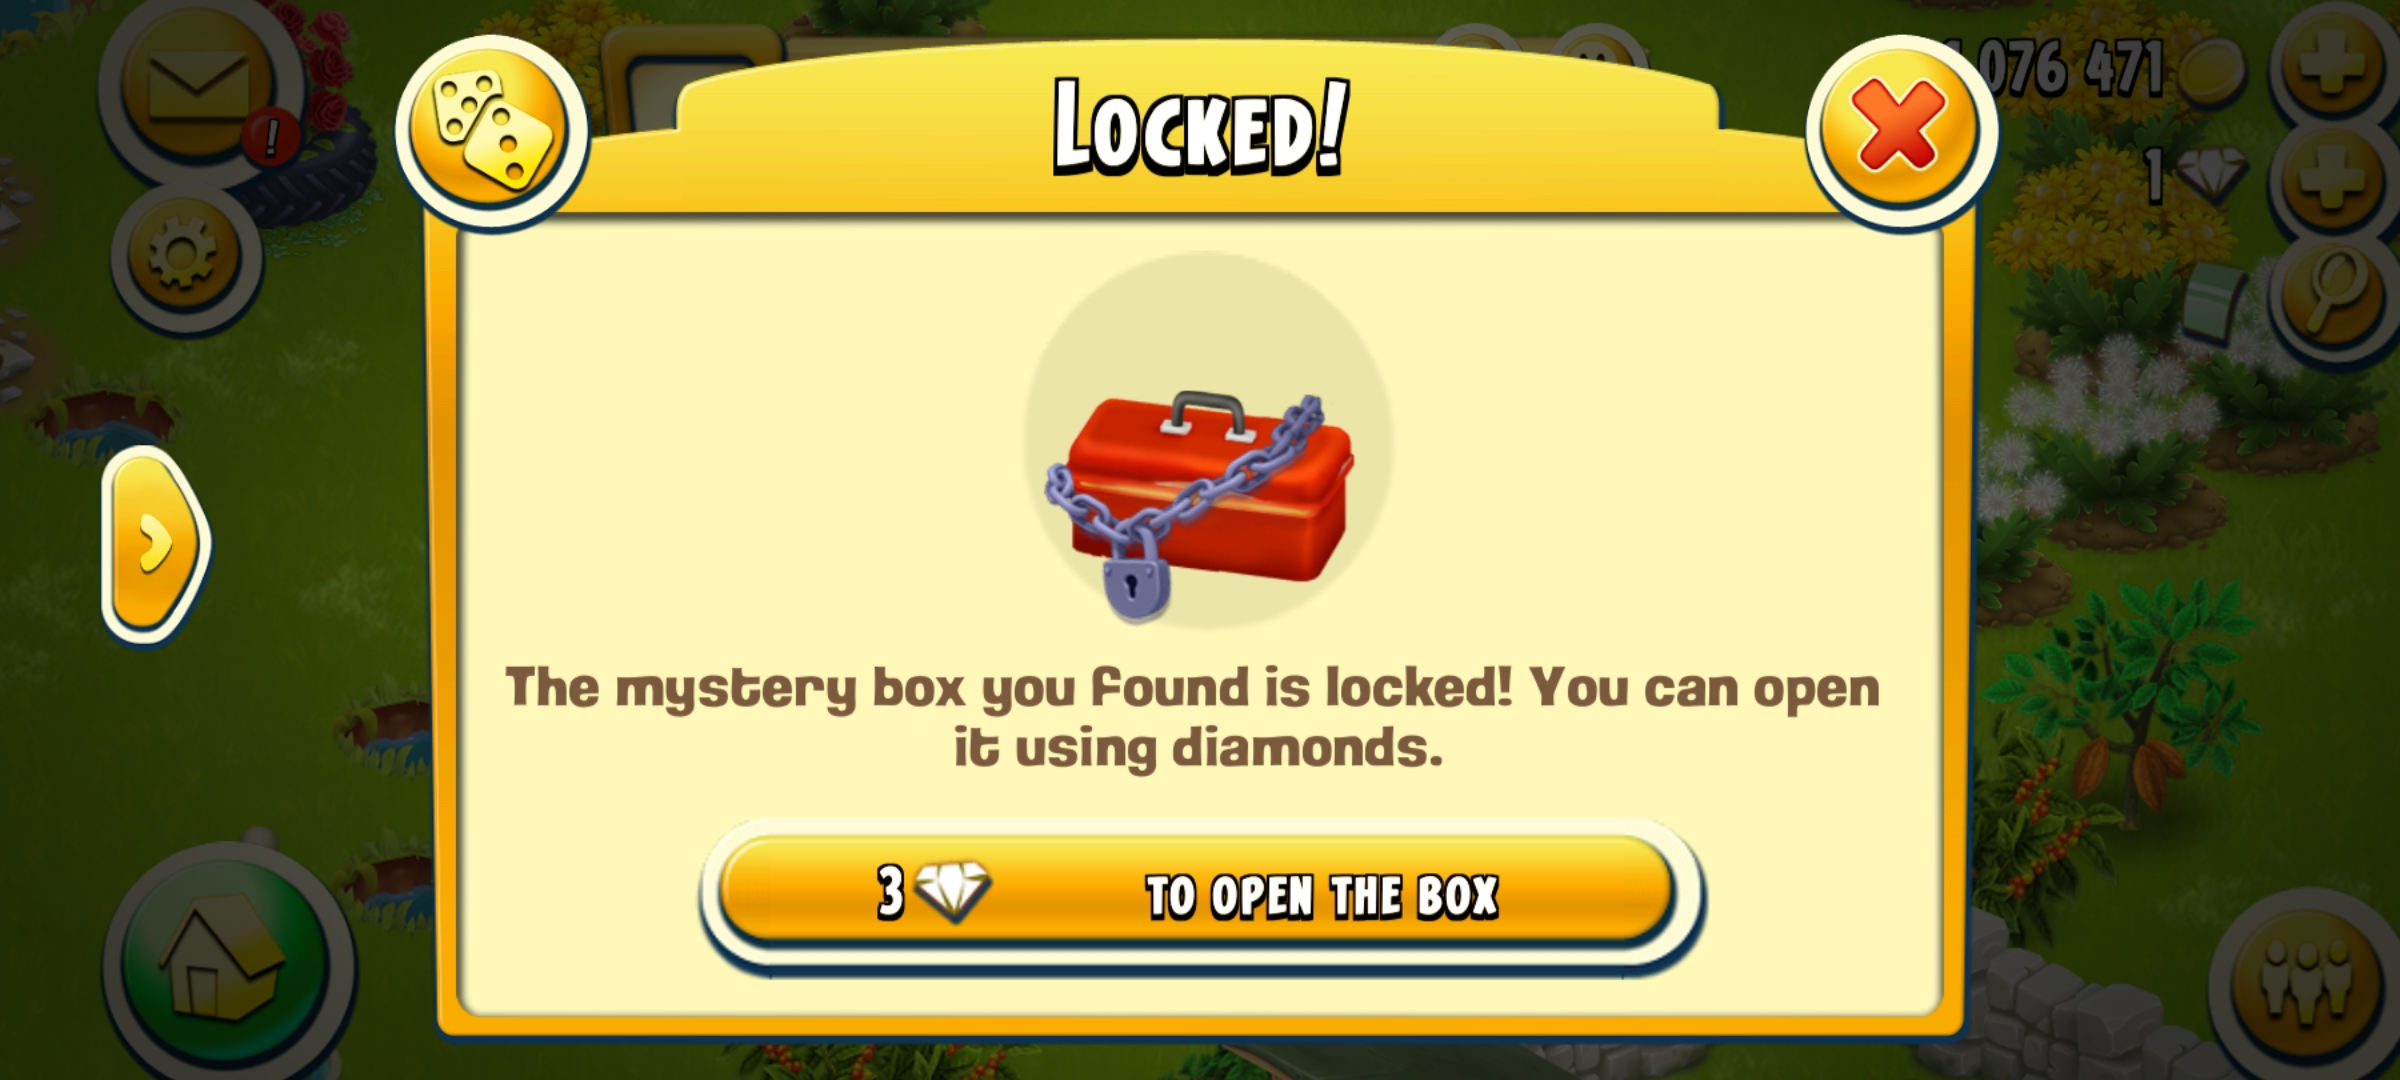 LOCKED!
076 471
1
!
The mystery box you found is locked! You can open
it using diamonds.
3 TO OPEN THE BOX